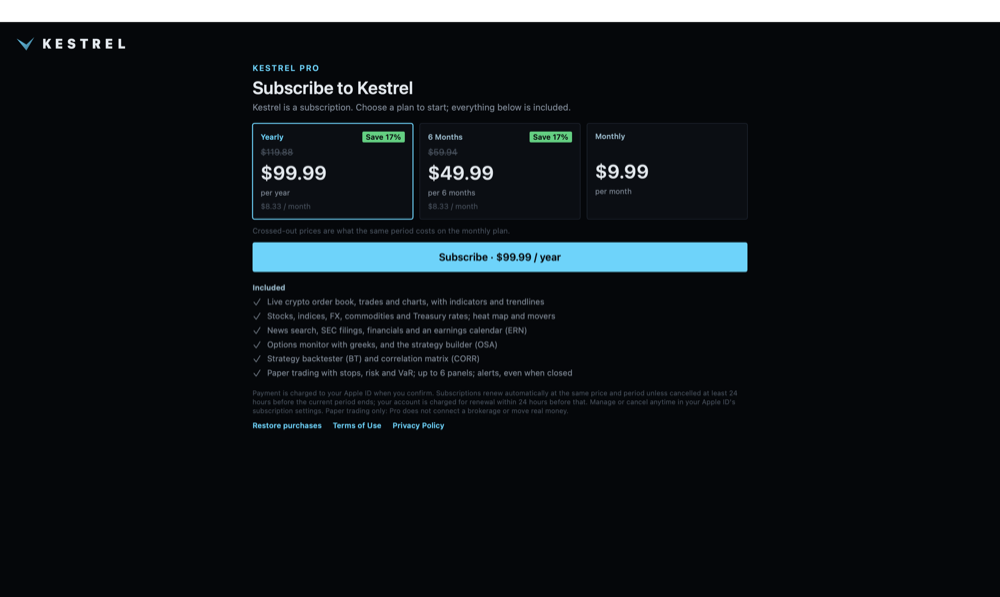 KESTREL
KESTREL PRO
Subscribe to Kestrel
Kestrel is a subscription. Choose a plan to start; everything below is included.
Yearly
Save 17%
$119.88
$99.99
per year
$8.33 / month
6 Months
Save 17%
$59.94
$49.99
per 6 months
$8.33 / month
Monthly
$9.99
per month
Crossed-out prices are what the same period costs on the monthly plan.
Subscribe · $99.99 / year
Included
Live crypto order book, trades and charts, with indicators and trendlines
Stocks, indices, FX, commodities and Treasury rates; heat map and movers
News search, SEC filings, financials and an earnings calendar (ERN)
Options monitor with greeks, and the strategy builder (OSA)
Strategy backtester (BT) and correlation matrix (CORR)
Paper trading with stops, risk and VaR; up to 6 panels; alerts, even when closed
Payment is charged to your Apple ID when you confirm. Subscriptions renew automatically at the same price and period unless cancelled at least 24
hours before the current period ends; your account is charged for renewal within 24 hours before that. Manage or cancel anytime in your Apple ID's
subscription settings. Paper trading only: Pro does not connect a brokerage or move real money.
Restore purchases
Terms of Use
Privacy Policy